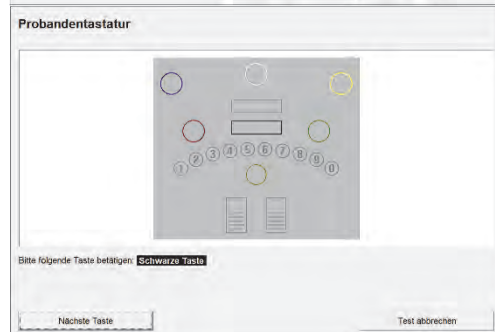 Probandentastatur
1 2 3 4 5 6 7 8 9 0
Bitte folgende Taste betätigen: Schwarze Taste
Nächste Taste
Test abbrechen